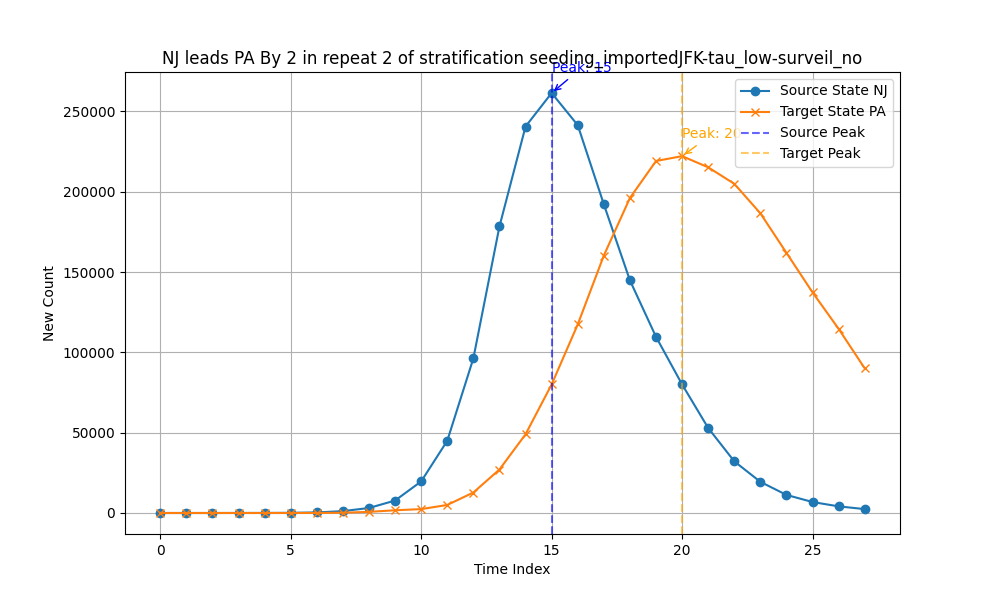 NJ leads PA By 2 in repeat 2 of stratification seeding_importedJFK-tau_low-surveil_no
Peak: 15
Source State NJ
Target State PA
Source Peak
Target Peak
Peak:
250000
200000
150000
100000
50000
0
New Count
0 5 10 15 20 25
Time Index